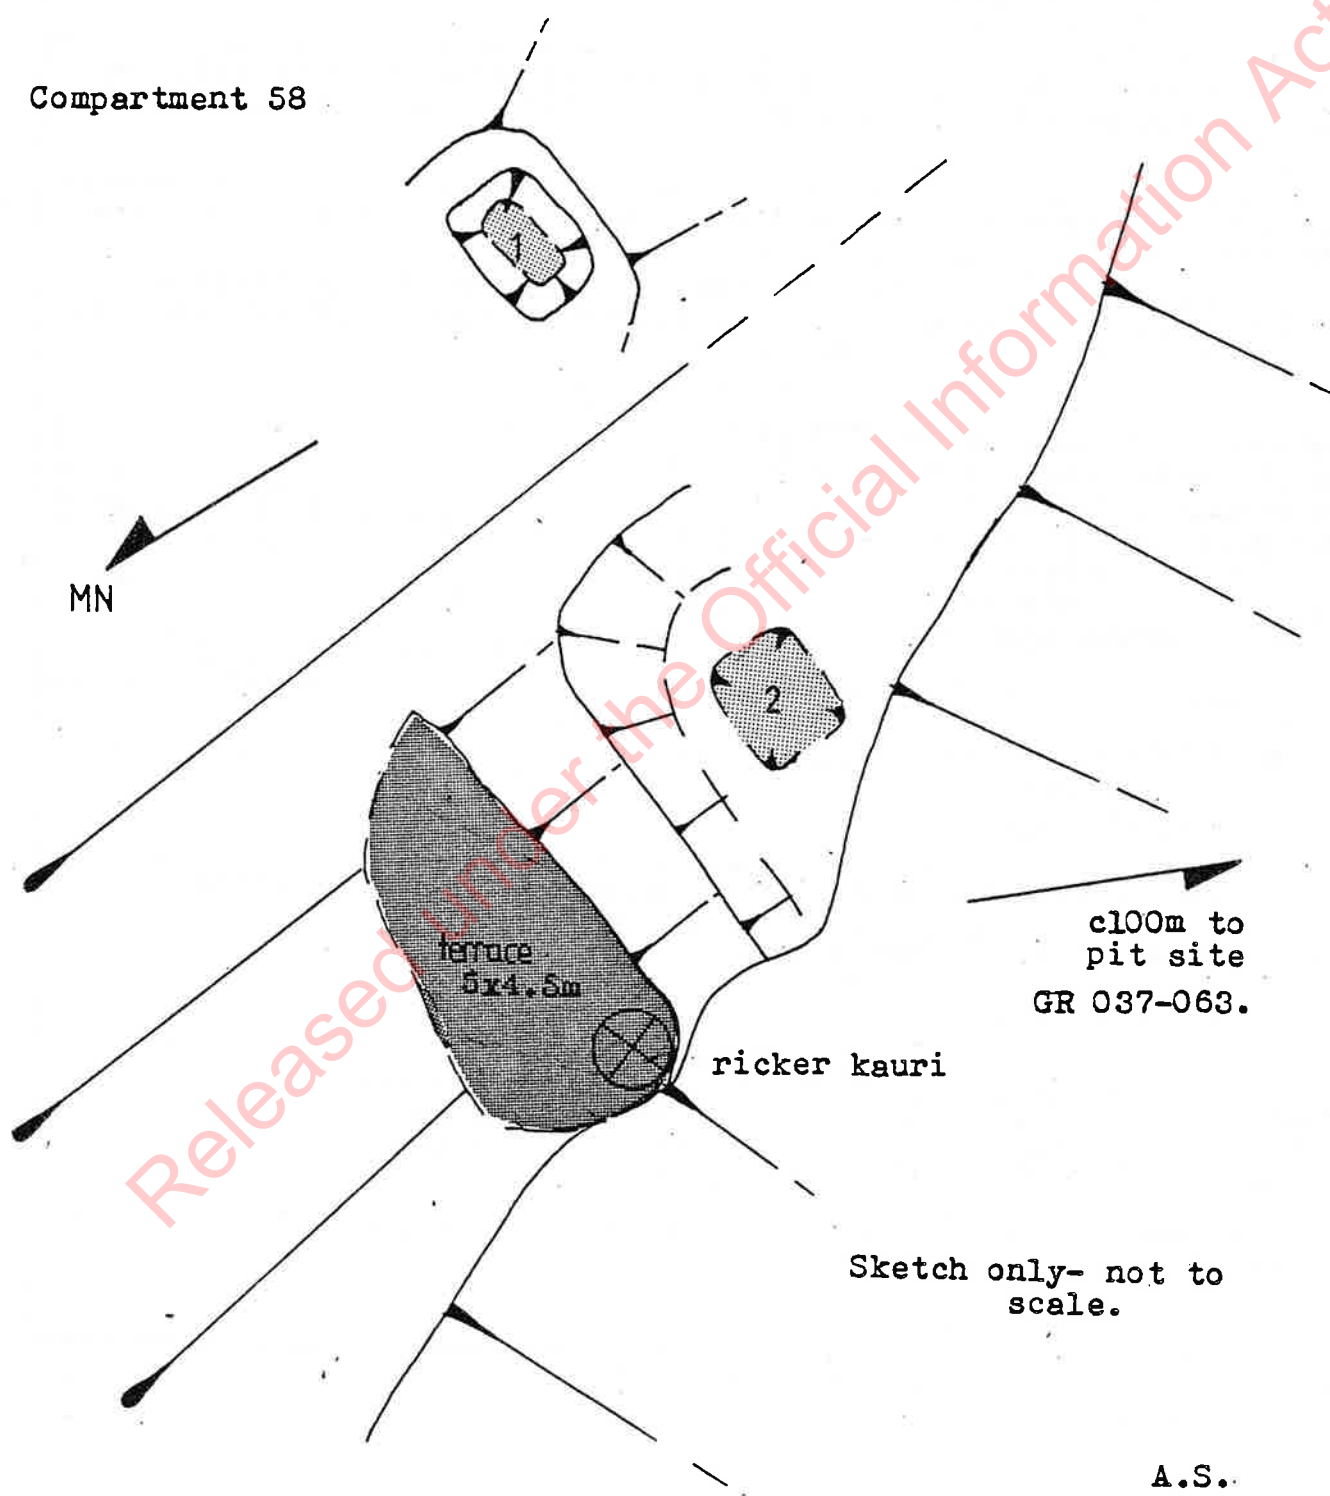 Compartment 58
1
MN
2
terrace
5x4.5m
c100m to
pit site
GR 037-063.
ricker kauri
Sketch only- not to
scale.
A.S.
Released under the Official Information Act